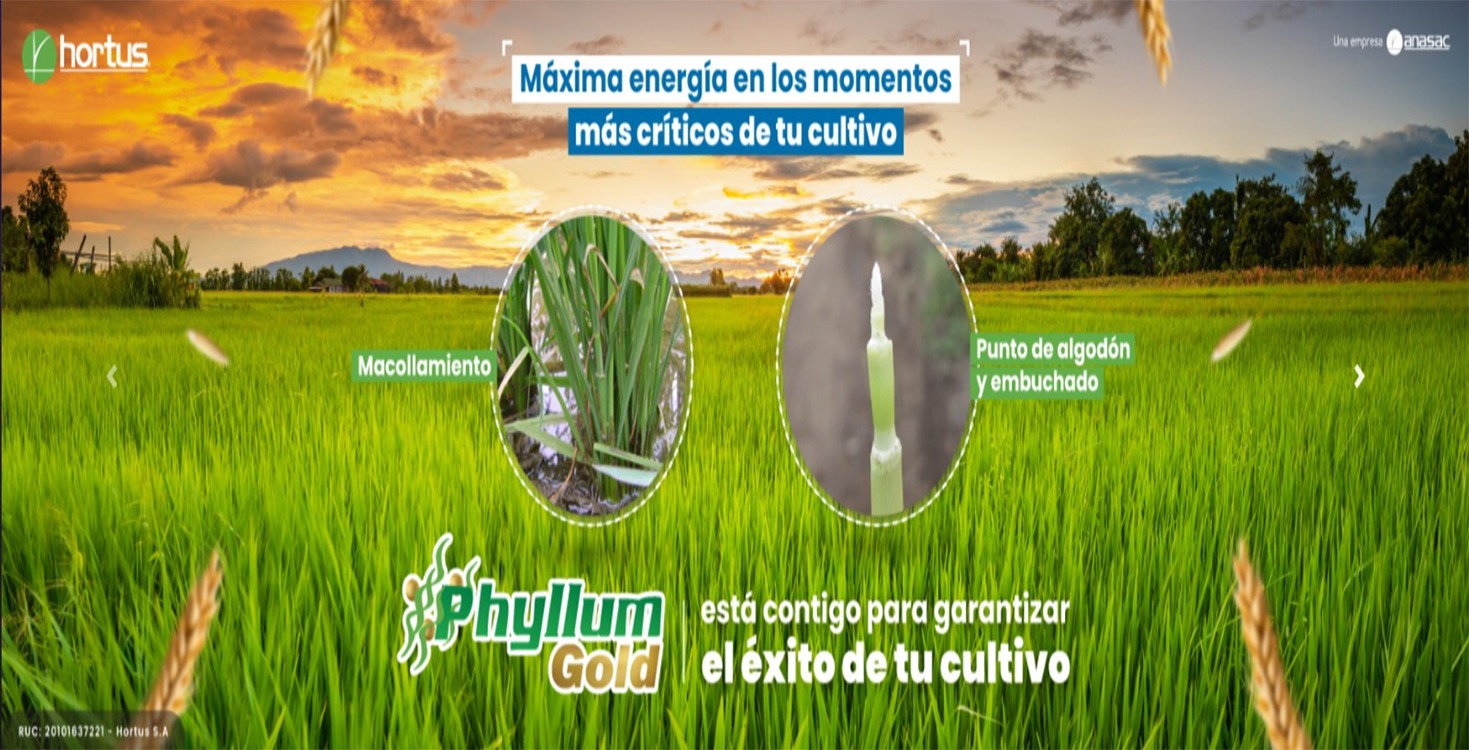 hortus
Una empresa anasac
Máxima energía en los momentos
más críticos de tu cultivo
Macollamiento
Punto de algodón
y embuchado
Phyllum
Gold
está contigo para garantizar
el éxito de tu cultivo
RUC: 20101637221 - Hortus S.A